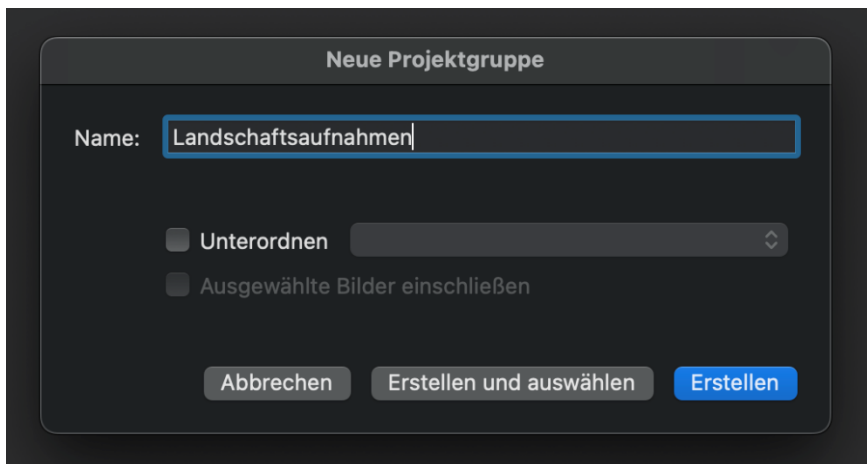 Neue Projektgruppe
Name: Landschaftsaufnahmen
Unterordnen
Ausgewählte Bilder einschließen
Abbrechen Erstellen und auswählen Erstellen